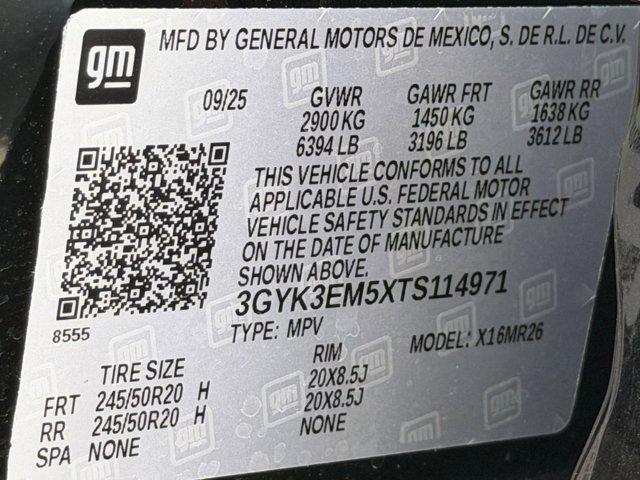 gm
MFD BY GENERAL MOTORS DE MEXICO, S. DE R.L. DE C.V.
09/25 GVWR GAWR FRT GAWR RR
2900 KG 1450 KG 1638 KG
6394 LB 3196 LB 3612 LB
THIS VEHICLE CONFORMS TO ALL
APPLICABLE U.S. FEDERAL MOTOR
VEHICLE SAFETY STANDARDS IN EFFECT
ON THE DATE OF MANUFACTURE
SHOWN ABOVE.
3GYK3EM5XTS114971
8555
TYPE: MPV MODEL: X16MR26
TIRE SIZE RIM
FRT 245/50R20 H 20X8.5J
RR 245/50R20 H 20X8.5J
SPA NONE NONE